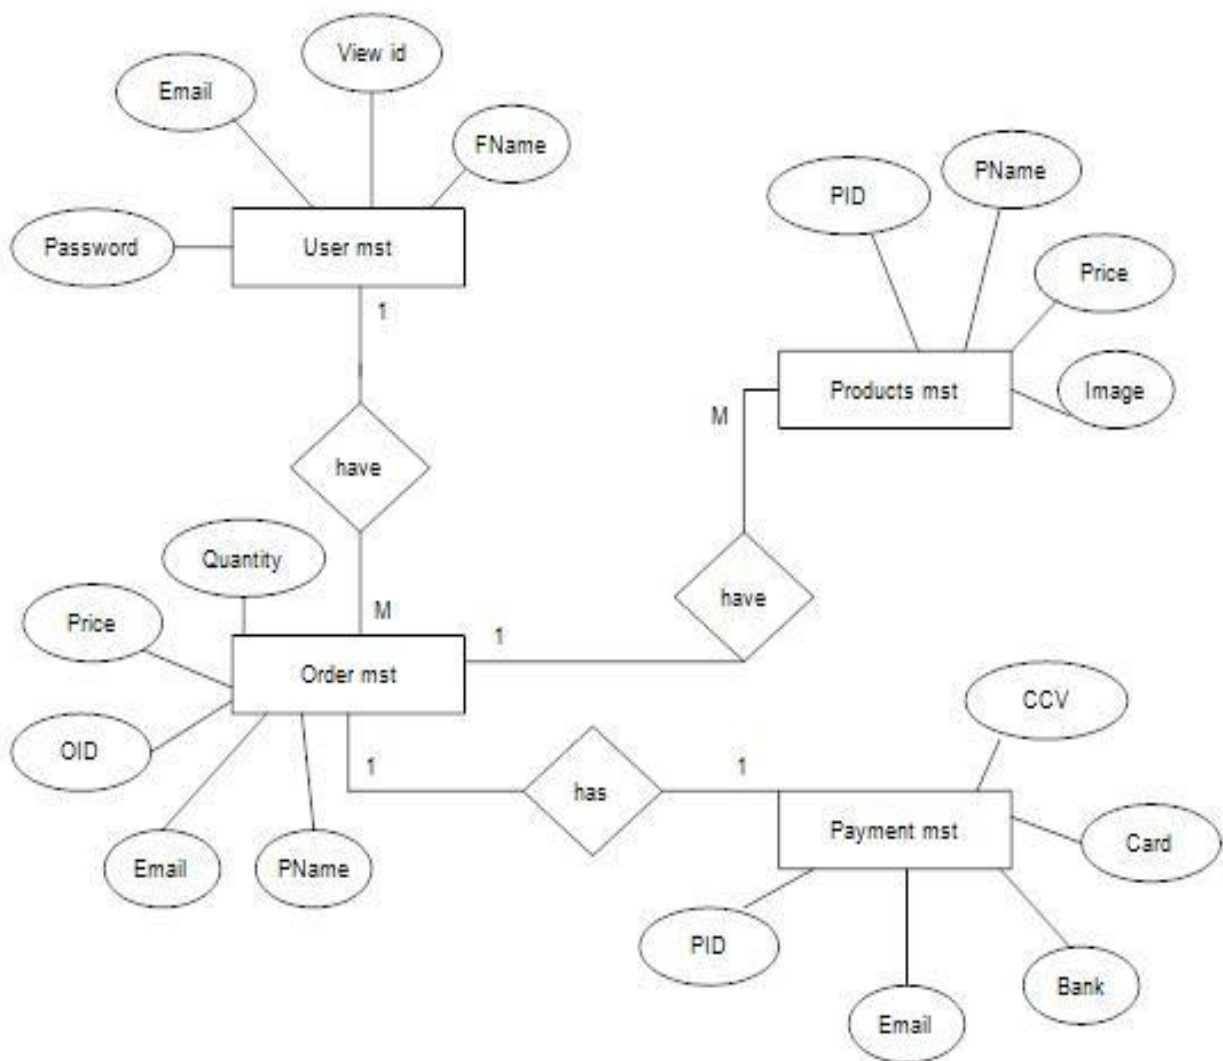 View id
Email
FName
Password
User mst
1
PID
PName
Price
Products mst
Image
M
have
Quantity
M
have
Price
1
Order mst
OID
CCV
1
has
1
Payment mst
Card
Email
PName
PID
Bank
Email